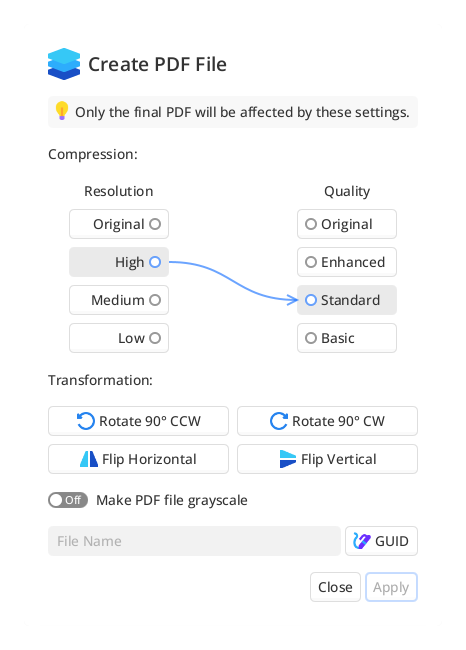 Create PDF File
Only the final PDF will be affected by these settings.
Compression:
Resolution
Quality
Original
Original
High
Enhanced
Medium
Standard
Low
Basic
Transformation:
Rotate 90° CCW
Rotate 90° CW
Flip Horizontal
Flip Vertical
Off
Make PDF file grayscale
File Name
GUID
Close
Apply